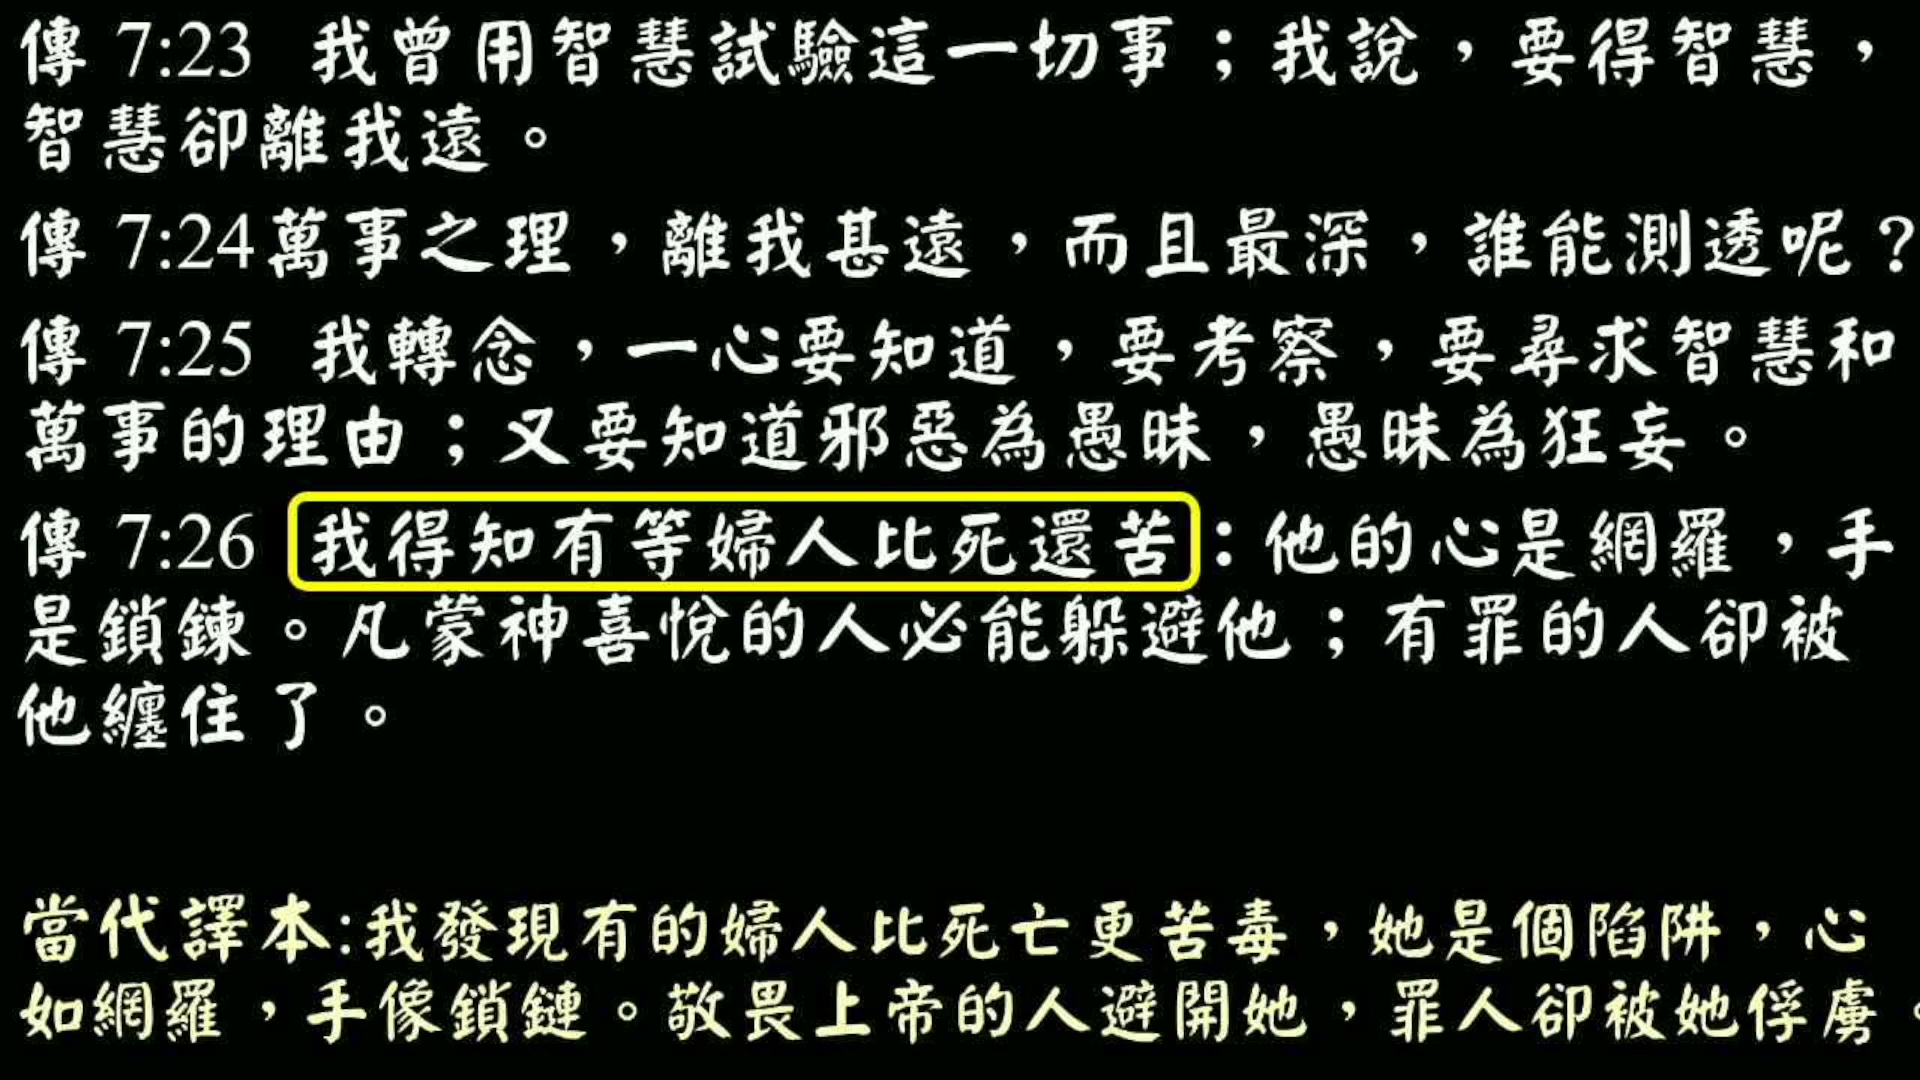 傳 7:23 我曾用智慧試驗這一切事；我說，要得智慧，
智慧卻離我遠。
傳 7:24萬事之理，離我甚遠，而且最深，誰能測透呢？
傳 7:25 我轉念，一心要知道，要考察，要尋求智慧和
萬事的理由；又要知道邪惡為愚昧，愚昧為狂妄。
傳 7:26 我得知有等婦人比死還苦：他的心是網羅，手
是鎖鍊。凡蒙神喜悅的人必能躲避他；有罪的人卻被
他纏住了。
當代譯本:我發現有的婦人比死亡更苦毒，她是個陷阱，心
如網羅，手像鎖鏈。敬畏上帝的人避開她，罪人卻被她俘虜。